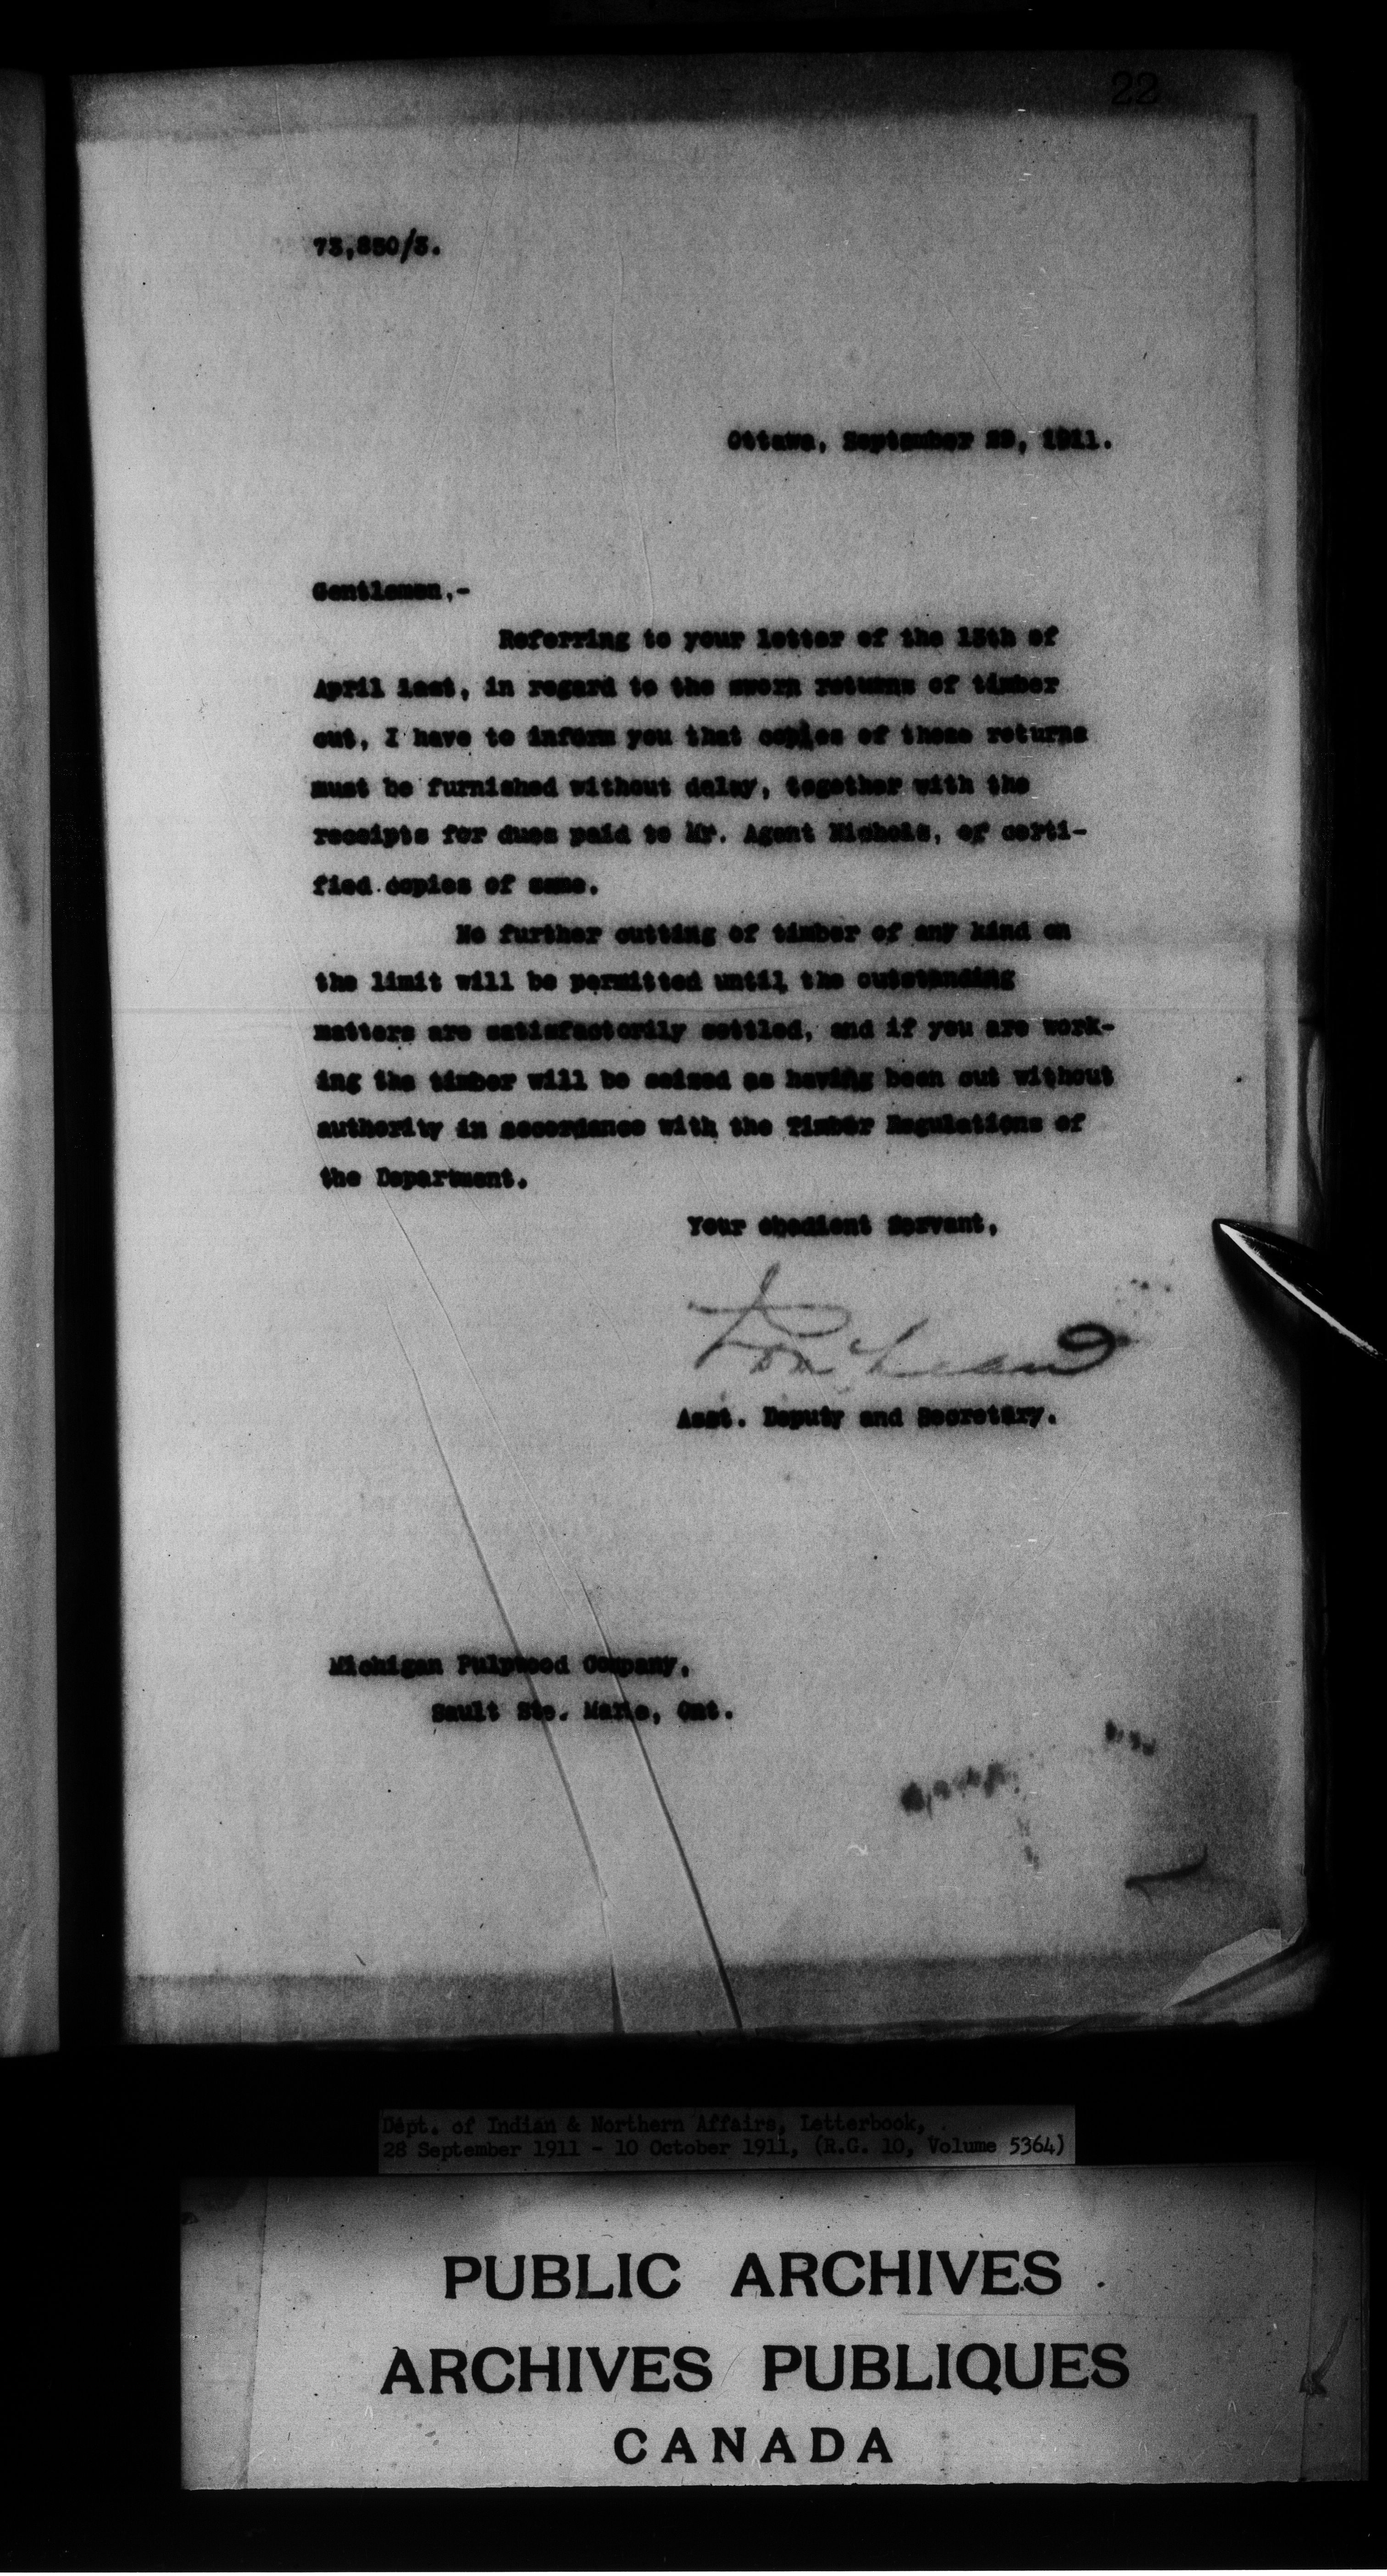 22
73,850/3.
Ottawa, September 29, 1911.
Gentlemen,-
Referring to your letter of the 15th of
April last, in regard to the sworn returns of timber
cut, I have to inform you that copies of these returns
must be furnished without delay, together with the
receipts for dues paid to Mr. Agent Nichols, or certi-
fied copies of same.
No further cutting of timber of any kind on
the limit will be permitted until the outstanding
matters are satisfactorily settled, and if you are work-
ing the timber will be seized as having been cut without
authority in accordance with the Timber Regulations of
the Department.
Your obedient Servant,
Asst. Deputy and Secretary.
Michigan Pulpwood Company,
Sault Ste. Marie, Ont.
Dept. of Indian & Northern Affairs, Letterbook,
28 September 1911 - 10 October 1911, (R.G. 10, Volume 5364)
PUBLIC ARCHIVES
ARCHIVES PUBLIQUES
CANADA